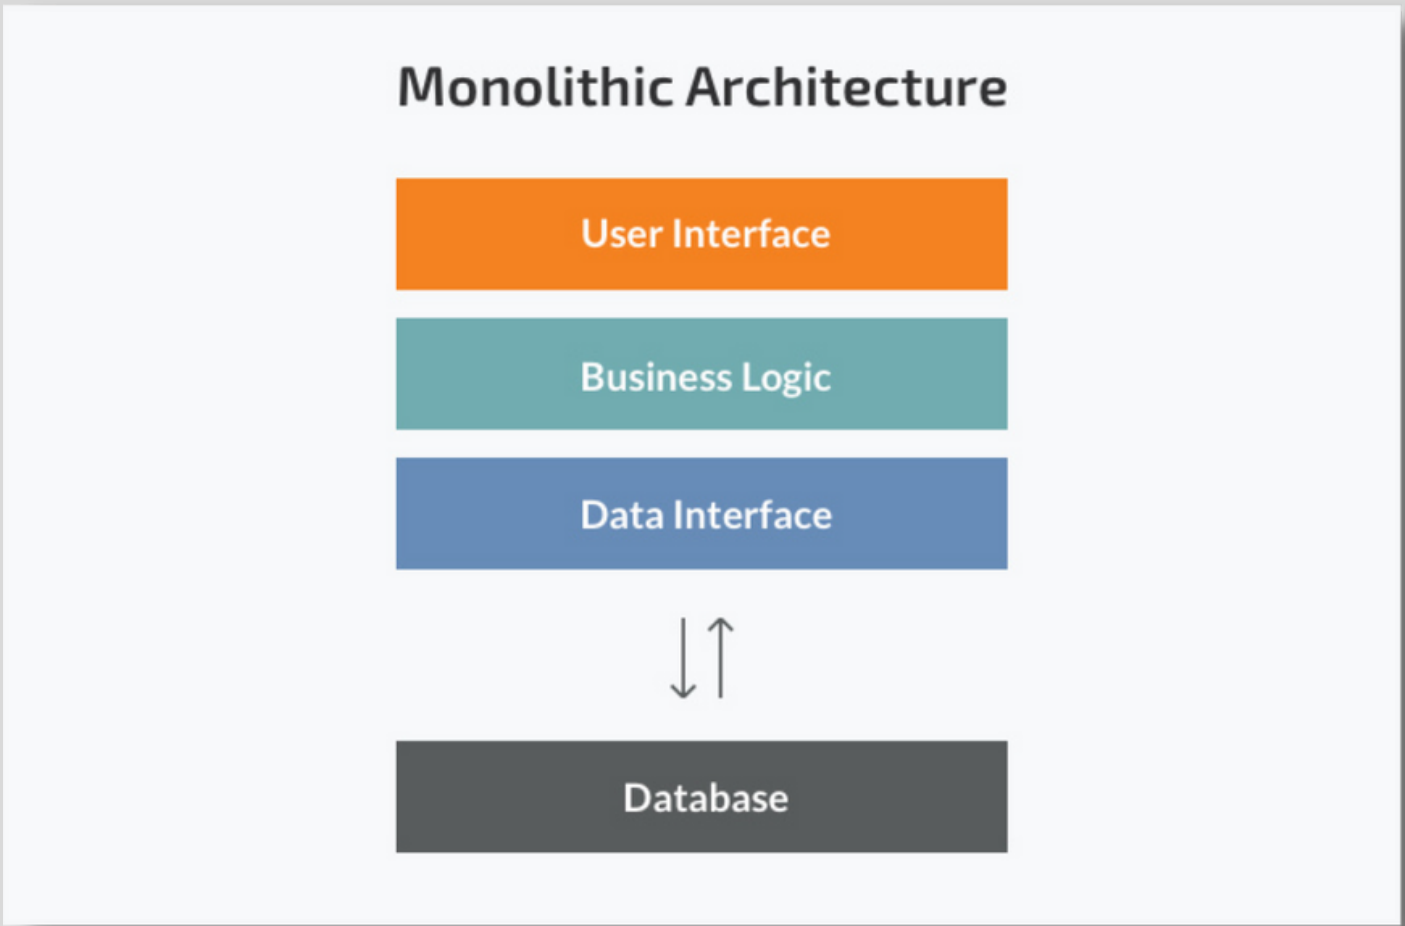 Monolithic Architecture
User Interface
Business Logic
Data Interface
Database